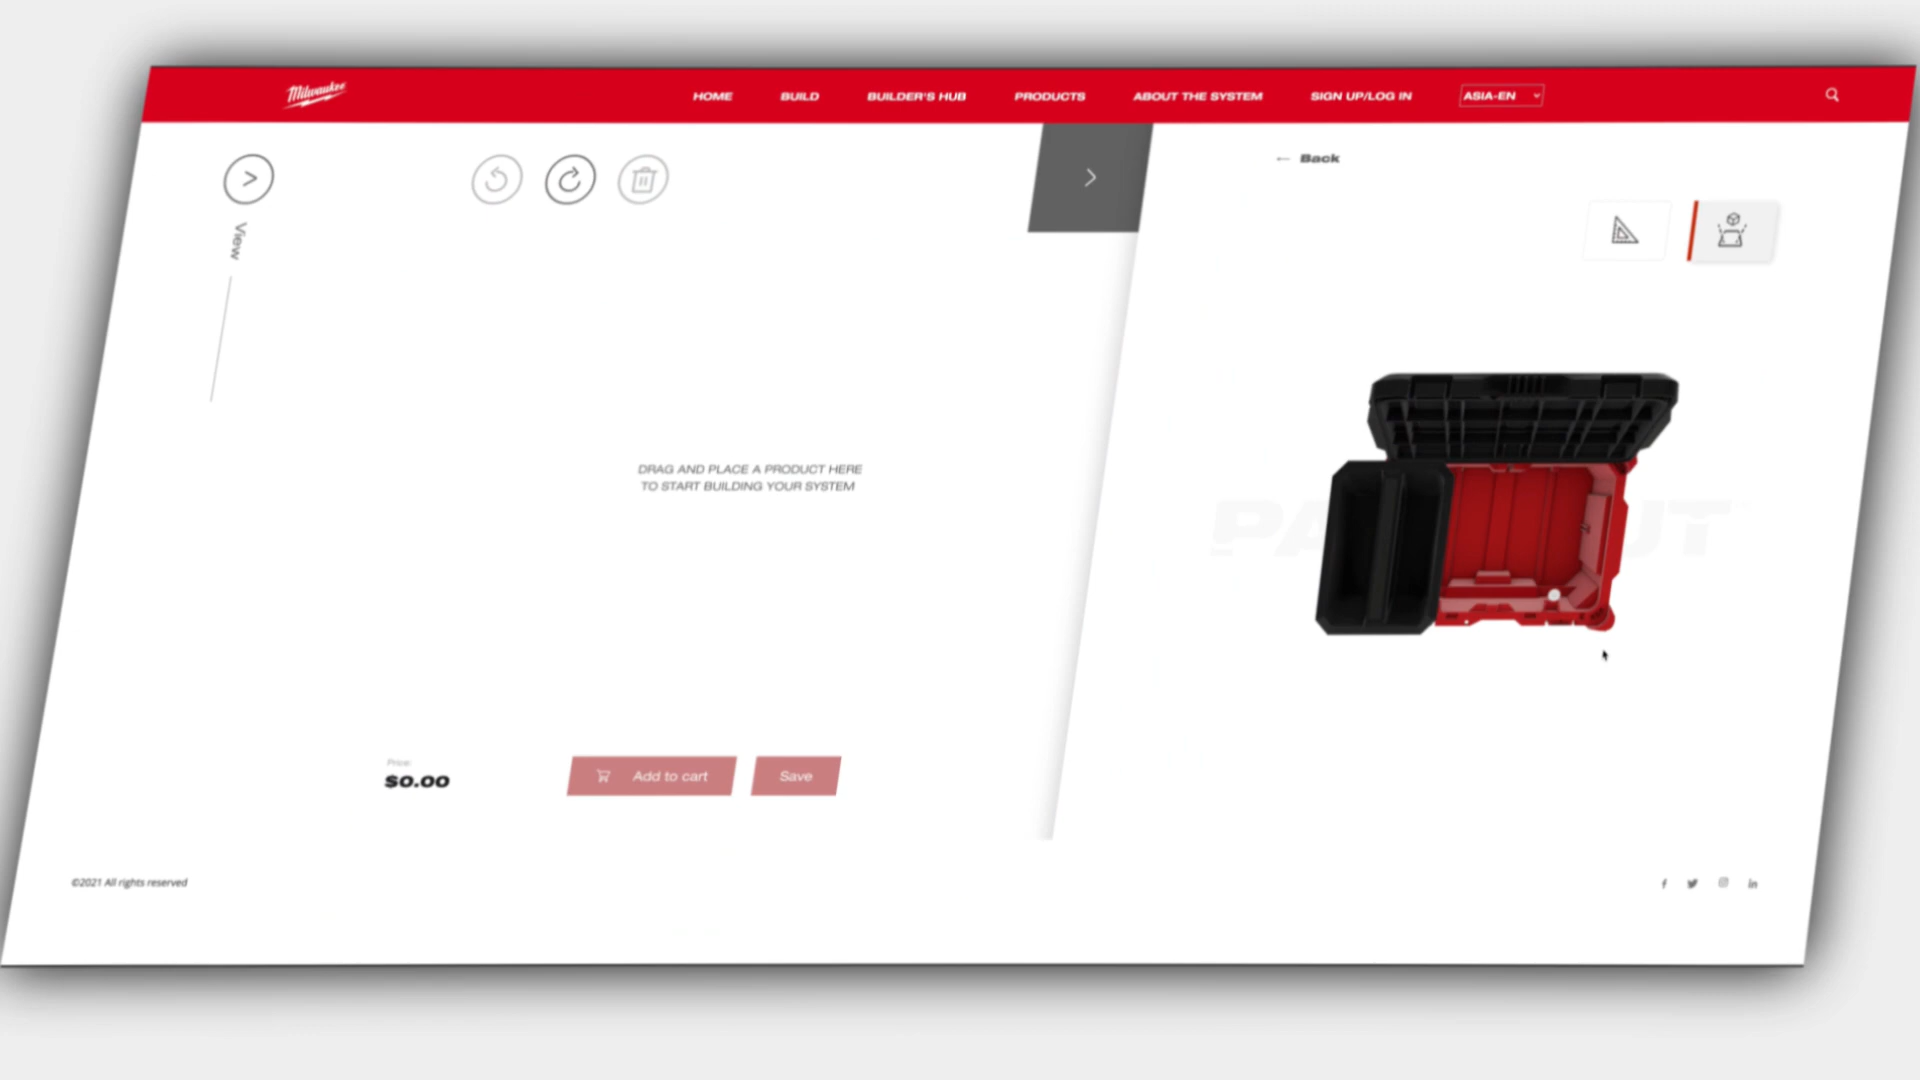 Milwaukee
HOME BUILD BUILDER'S HUB PRODUCTS ABOUT THE SYSTEM SIGN UP/LOG IN ASIA-EN
← Back
View
DRAG AND PLACE A PRODUCT HERE
TO START BUILDING YOUR SYSTEM
Price:
$0.00
Add to cart
Save
©2021 All rights reserved